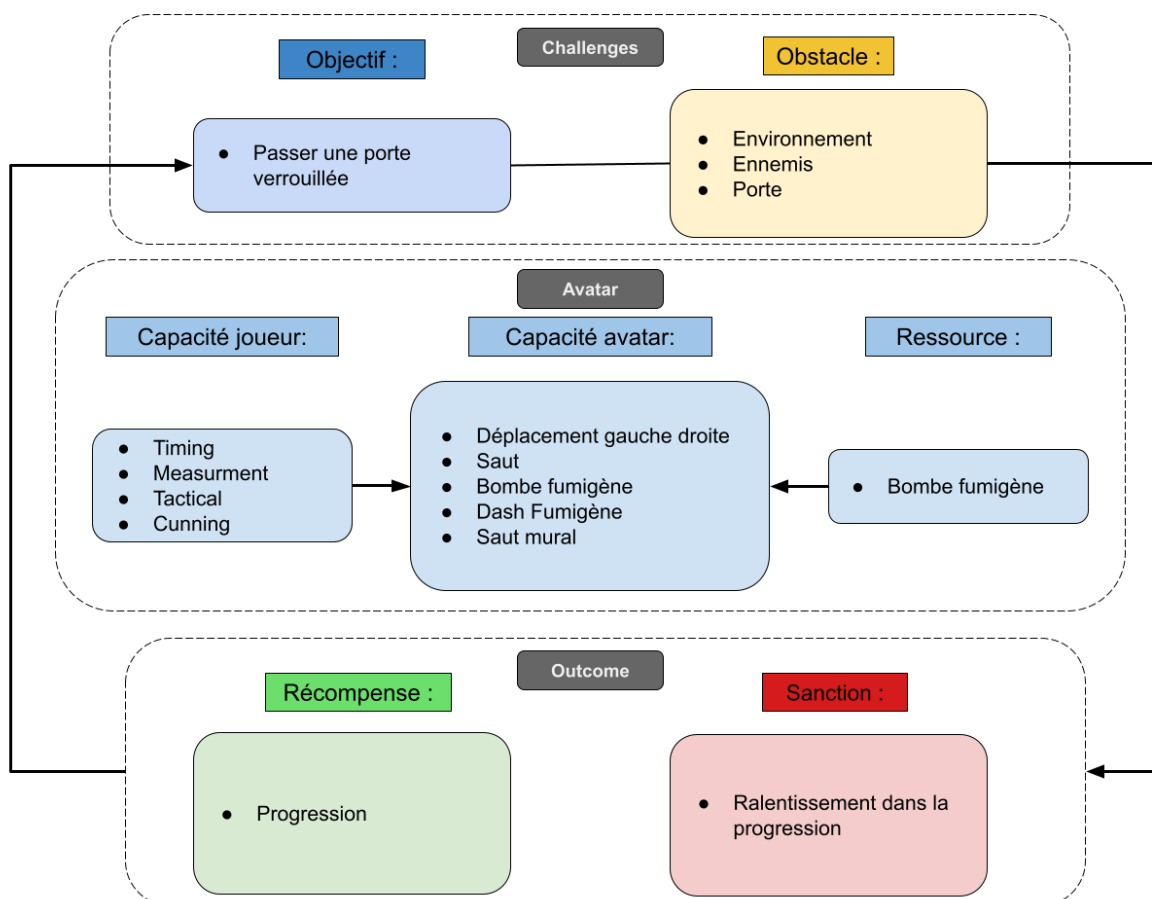 Challenges
Objectif :
Obstacle :
● Passer une porte
verrouillée
● Environnement
● Ennemis
● Porte
Avatar
Capacité joueur:
Capacité avatar:
Ressource :
● Timing
● Measurment
● Tactical
● Cunning
● Déplacement gauche droite
● Saut
● Bombe fumigène
● Dash Fumigène
● Saut mural
● Bombe fumigène
Outcome
Récompense :
Sanction :
● Progression
● Ralentissement dans la
progression